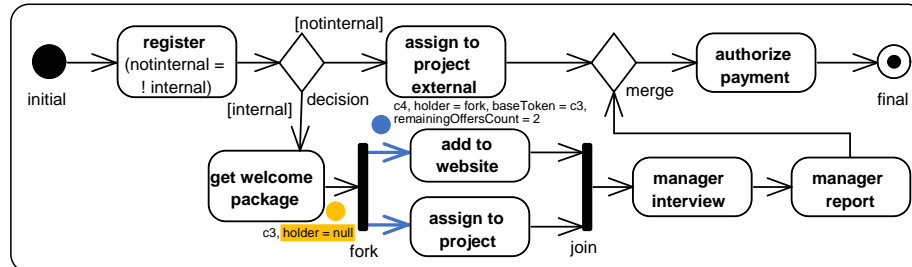 [notinternal]
register
(notinternal =
! internal)
assign to
project
external
authorize
payment
initial
[internal]
decision
merge
final
c4, holder = fork, baseToken = c3,
remainingOffersCount = 2
get welcome
package
add to
website
manager
interview
manager
report
c3, holder = null
fork
assign to
project
join